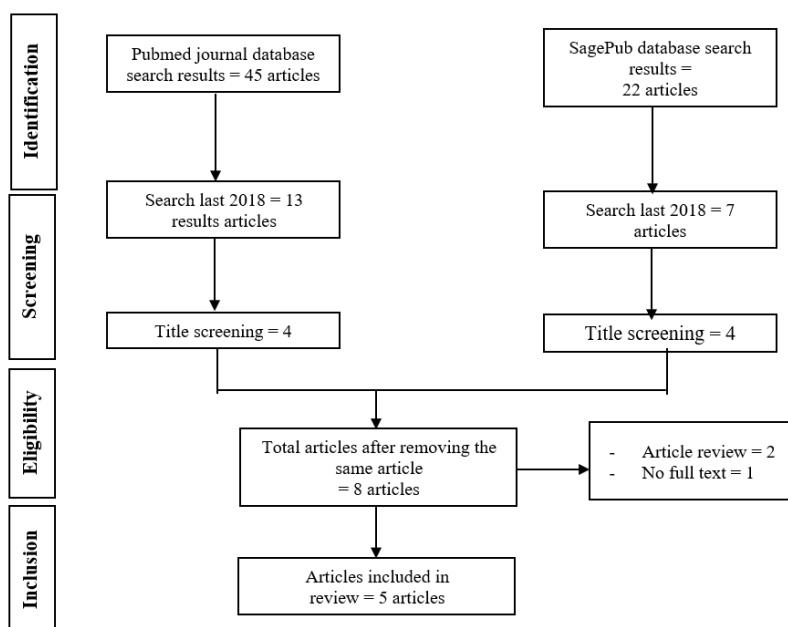 Identification
Pubmed journal database
search results = 45 articles
SagePub database search
results =
22 articles
Screening
Search last 2018 = 13
results articles
Search last 2018 = 7
articles
Title screening = 4
Title screening = 4
Eligibility
Total articles after removing the
same article
= 8 articles
- Article review = 2
- No full text = 1
Inclusion
Articles included in
review = 5 articles